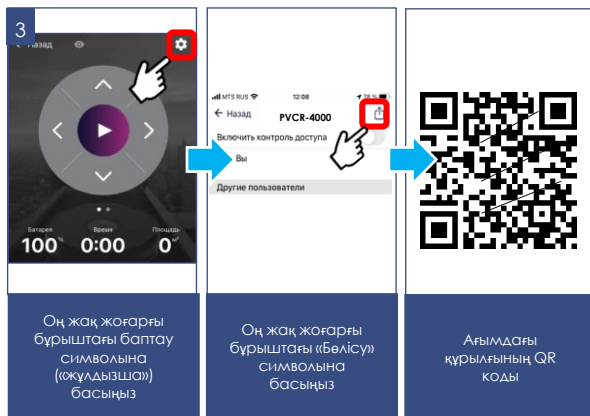 3
Назад
Батарея Время Площадь
100% 0:00 0 м²
Оң жақ жоғарғы
бұрыштағы баптау
символына
(«жұлдызша»)
басыңыз
MTS RUS 12:08 78 %
← Назад PVCR-4000
Включить контроль доступа
Вы
Другие пользователи
Оң жақ жоғарғы
бұрыштағы «Бөлісу»
символына
басыңыз
Ағымдағы
құрылғының QR
коды